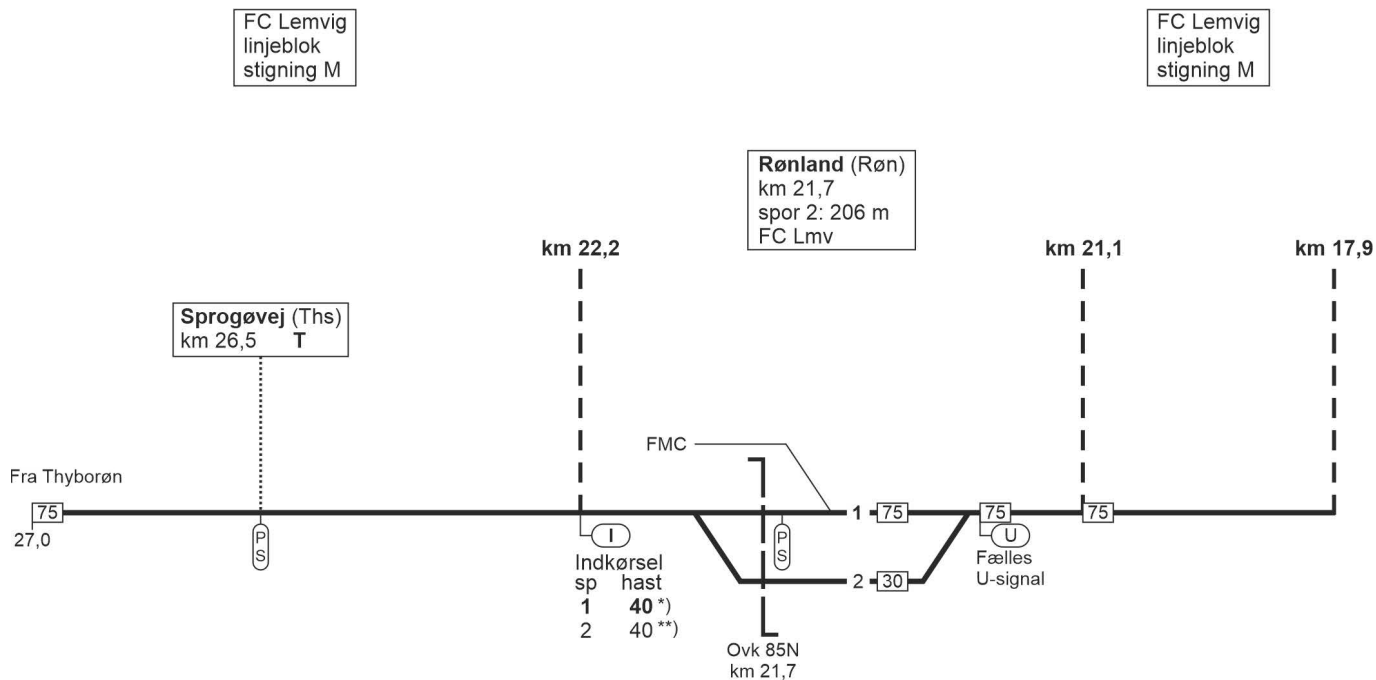 FC Lemvig
linjeblok
stigning M
FC Lemvig
linjeblok
stigning M
Rønland (Røn)
km 21,7
spor 2: 206 m
FC Lmv
km 22,2
km 21,1
km 17,9
Sprogøvej (Ths)
km 26,5 T
FMC
Fra Thyborøn
75
1 75
75
75
27,0
PS
I
PS
U
Indkørsel
sp hast
1 40 *)
2 40 **)
2 30
Fælles
U-signal
Ovk 85N
km 21,7